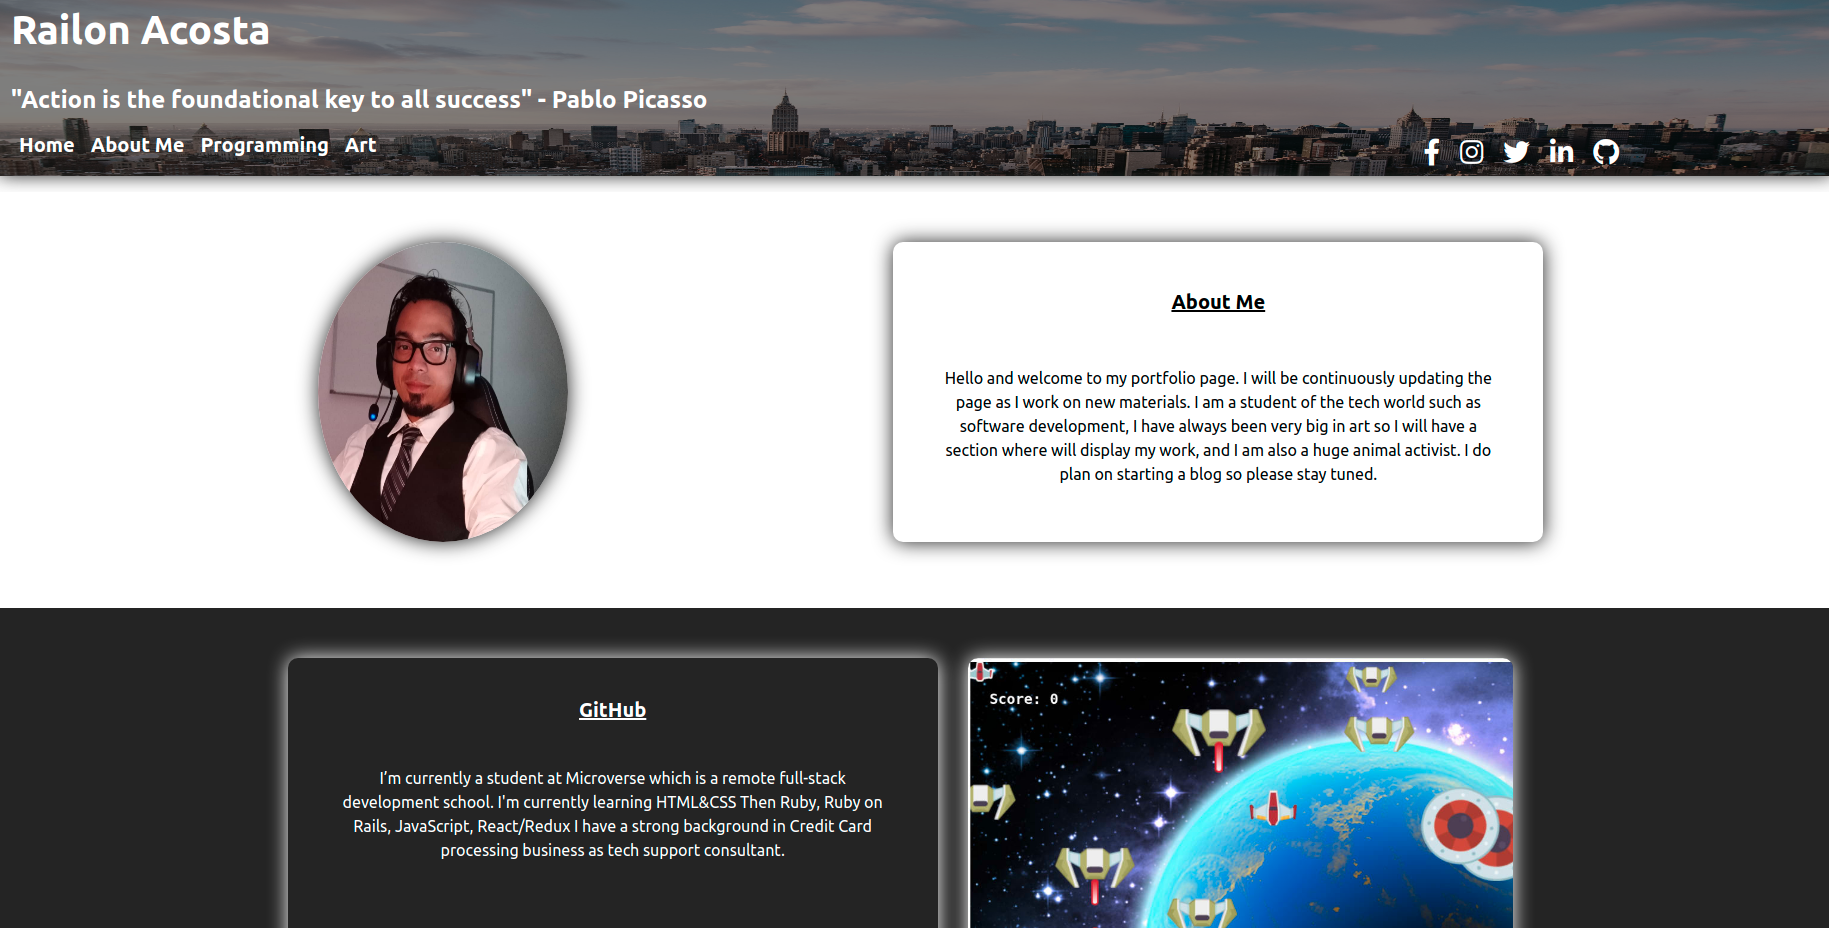 Railon Acosta
"Action is the foundational key to all success" - Pablo Picasso
Home About Me Programming Art
About Me
Hello and welcome to my portfolio page. I will be continuously updating the
page as I work on new materials. I am a student of the tech world such as
software development, I have always been very big in art so I will have a
section where will display my work, and I am also a huge animal activist. I do
plan on starting a blog so please stay tuned.
GitHub
I’m currently a student at Microverse which is a remote full-stack
development school. I'm currently learning HTML&CSS Then Ruby, Ruby on
Rails, JavaScript, React/Redux I have a strong background in Credit Card
processing business as tech support consultant.
Score: 0